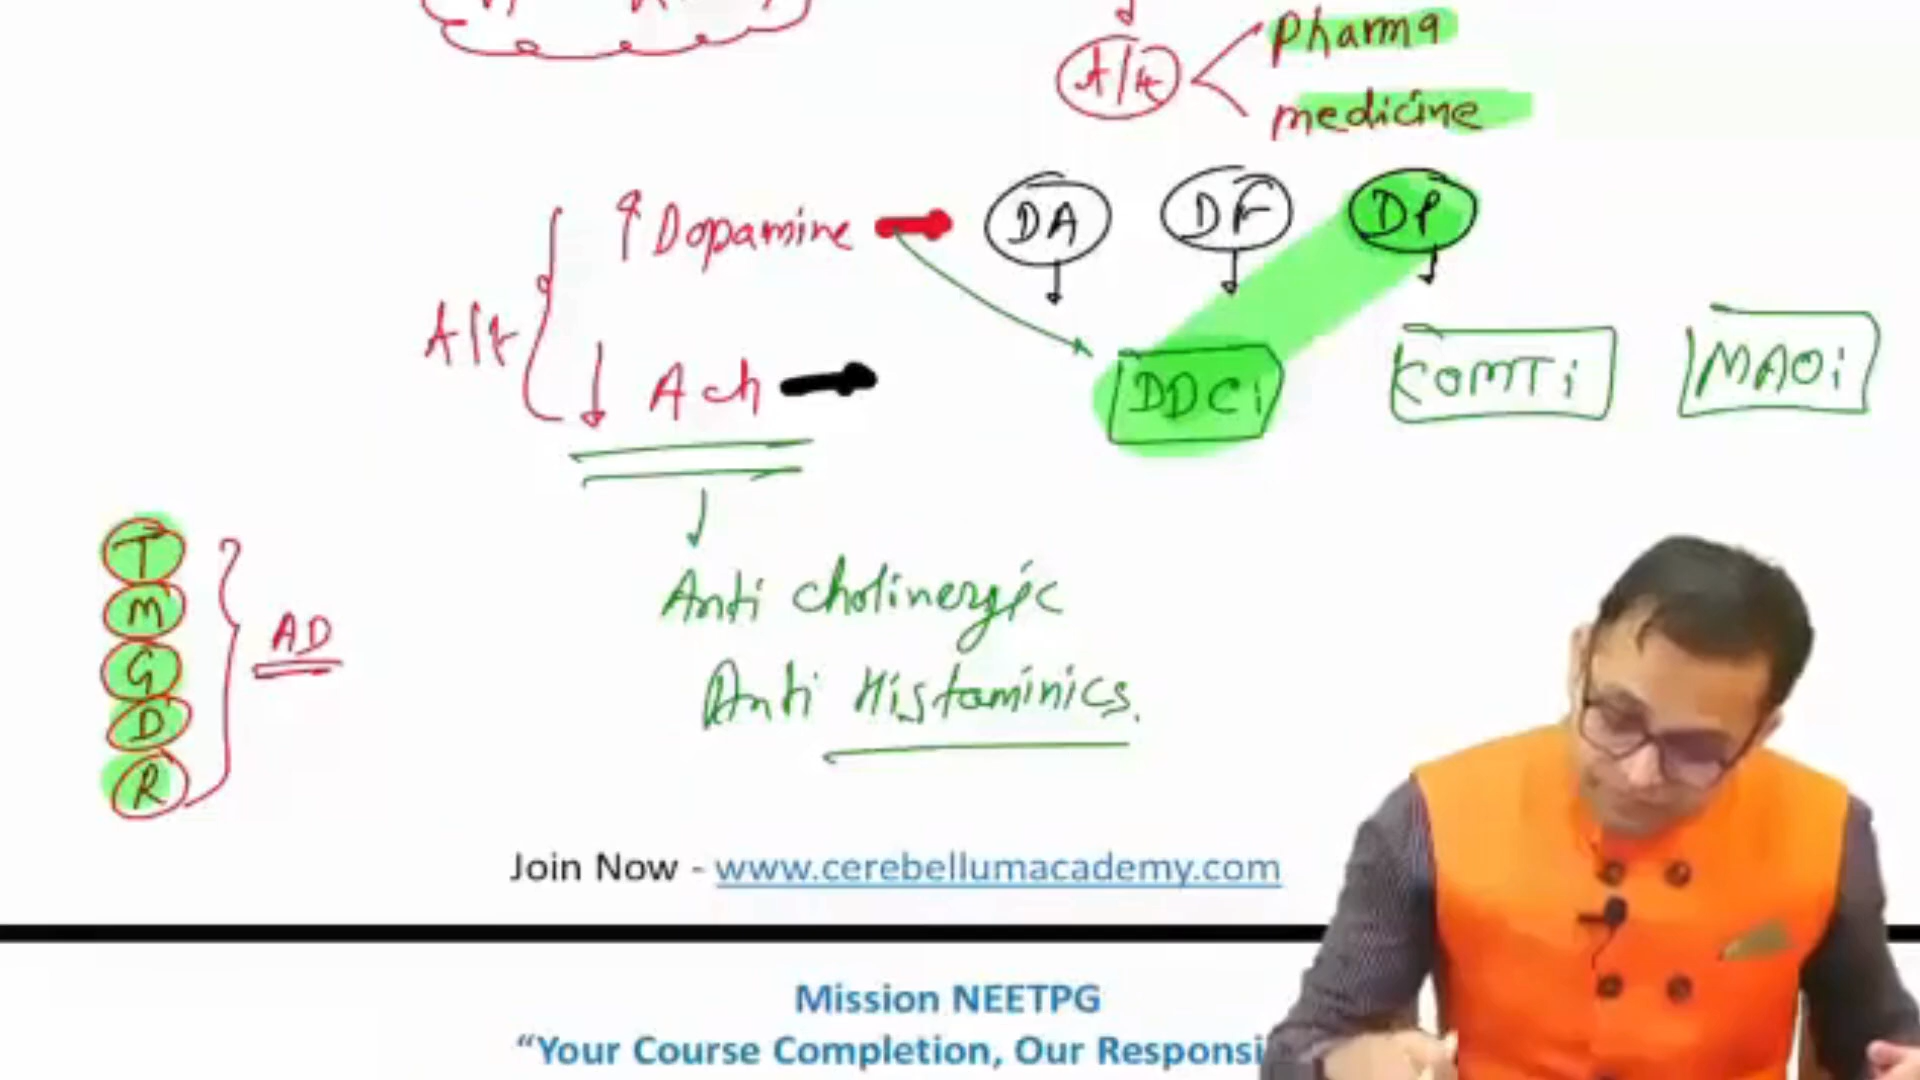 Pharma
medicine
↑ Dopamine → DA DF DP
A/t
↓ Ach → DDCi COMTi MAOi
T
M
G
D
R
AD
Anti cholinergic
Anti Histaminics.
Join Now - www.cerebellumacademy.com
Mission NEETPG
“Your Course Completion, Our Responsi